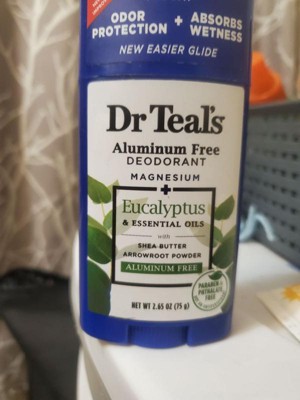 ODOR
PROTECTION + ABSORBS
WETNESS
NEW EASIER GLIDE
Dr Teal's
Aluminum Free
DEODORANT
MAGNESIUM
+
Eucalyptus
& ESSENTIAL OILS
with
SHEA BUTTER
ARROWROOT POWDER
ALUMINUM FREE
PARABEN &
PHTHALATE
FREE
NET WT 2.65 OZ (75 g)